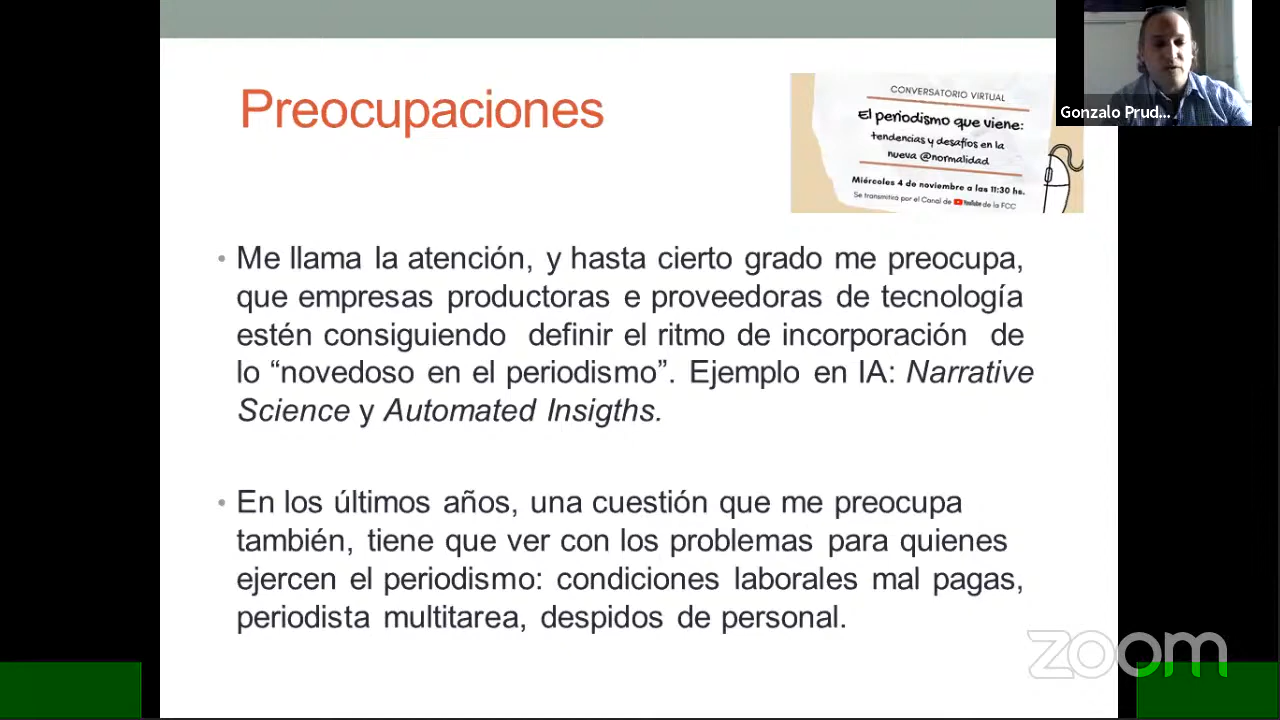 Preocupaciones
CONVERSATORIO VIRTUAL
El periodismo que viene:
tendencias y desafíos en la
nueva @normalidad
Miércoles 4 de noviembre a las 11:30 hs.
Se transmitira por el Canal de YouTube de la FCC
Gonzalo Prud...
• Me llama la atención, y hasta cierto grado me preocupa,
que empresas productoras e proveedoras de tecnología
estén consiguiendo definir el ritmo de incorporación de
lo “novedoso en el periodismo”. Ejemplo en IA: Narrative
Science y Automated Insigths.
• En los últimos años, una cuestión que me preocupa
también, tiene que ver con los problemas para quienes
ejercen el periodismo: condiciones laborales mal pagas,
periodista multitarea, despidos de personal.
zoom